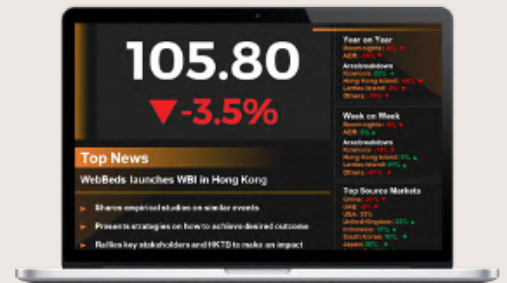 105.80
▼-3.5%
Top News
WebBeds launches WBI in Hong Kong
Shares empirical studies on similar events
Presents strategies on how to achieve desired outcome
Rallies key stakeholders and HKTB to make an impact
Year on Year
Room nights:
ADR:
Area breakdown
Kowloon: 23%
Hong Kong Island:
Lantau Island:
Others:
Week on Week
Room nights:
ADR:
Area breakdown
Kowloon:
Hong Kong Island:
Lantau Island:
Others:
Top Source Markets
China:
UAE:
USA: 33%
United Kingdom:
Indonesia:
South Korea:
Japan: